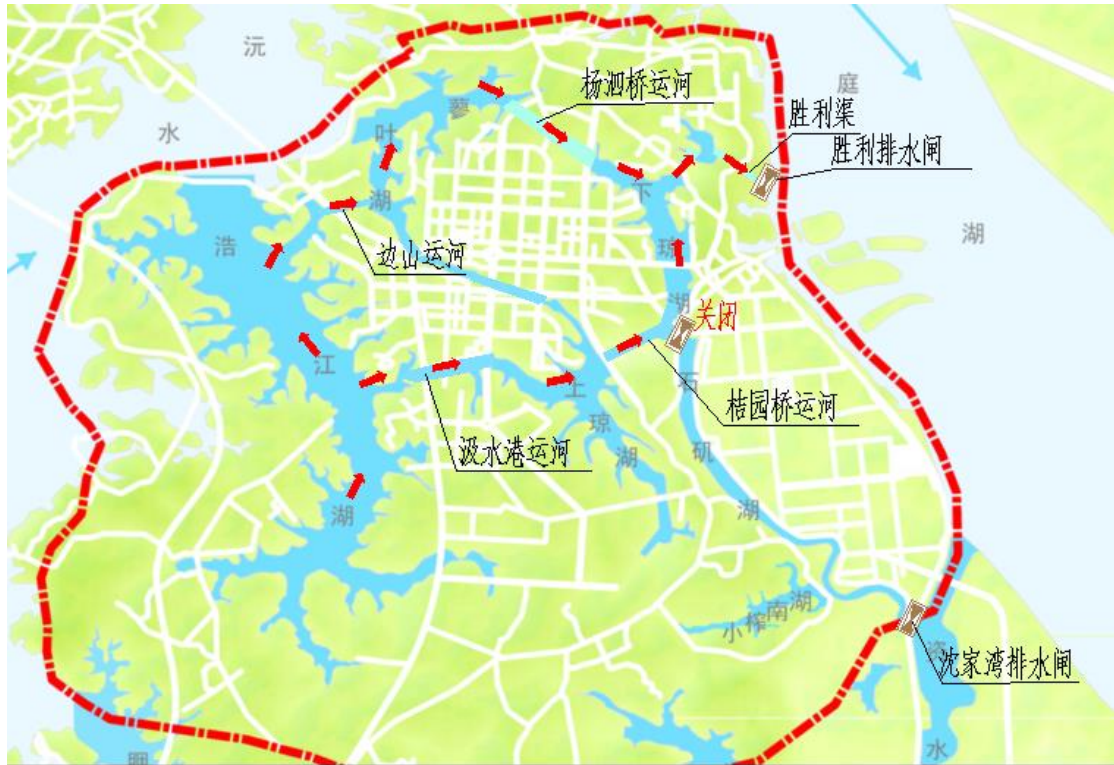 沅
水
庭
湖
杨泗桥运河
胜利渠
胜利排水闸
蓼
叶
湖
浩
江
湖
边山运河
下
琼
湖
关闭
石
矶
湖
桔园桥运河
汲水港运河
上
琼
湖
小榨南湖
沈家湾排水闸
资
水